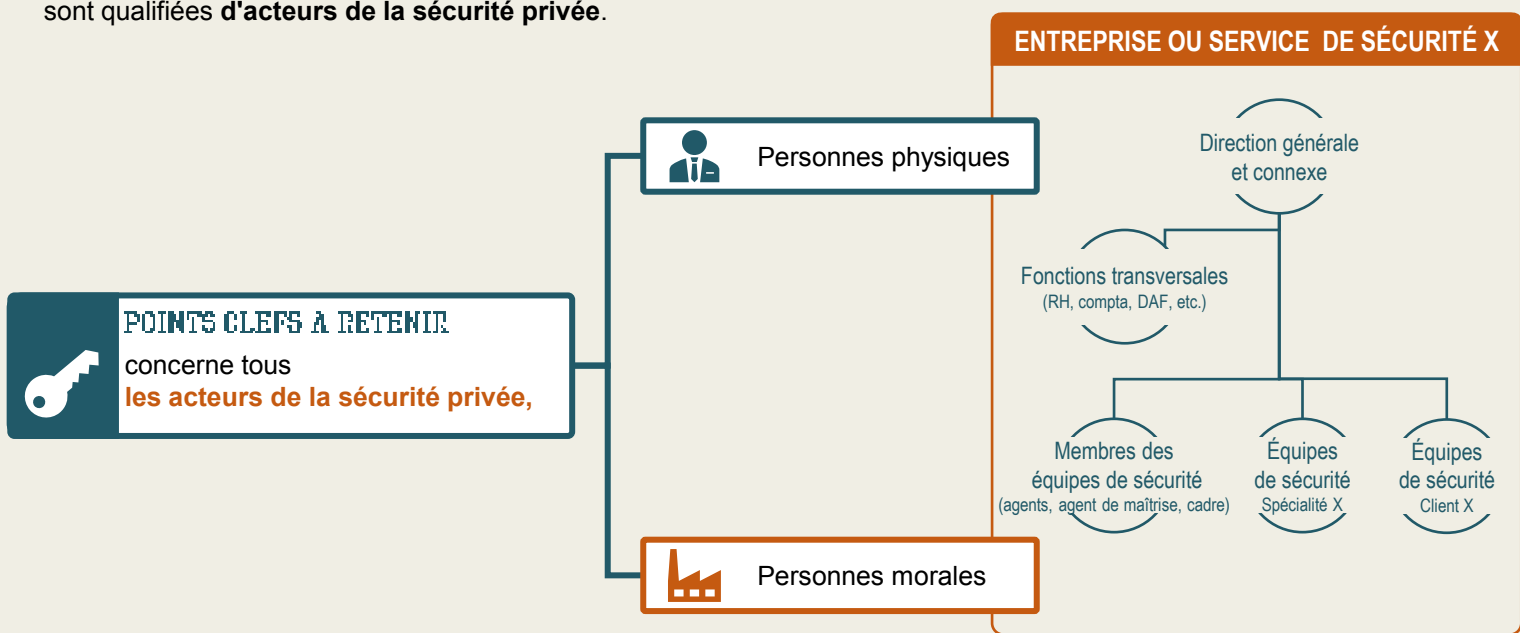 sont qualifiées d'acteurs de la sécurité privée.
ENTREPRISE OU SERVICE DE SÉCURITÉ X
Personnes physiques
Direction générale
et connexe
Fonctions transversales
(RH, compta, DAF, etc.)
POINTS CLEFS A RETENIR
concerne tous
les acteurs de la sécurité privée,
Membres des
équipes de sécurité
(agents, agent de maîtrise, cadre)
Équipes
de sécurité
Spécialité X
Équipes
de sécurité
Client X
Personnes morales